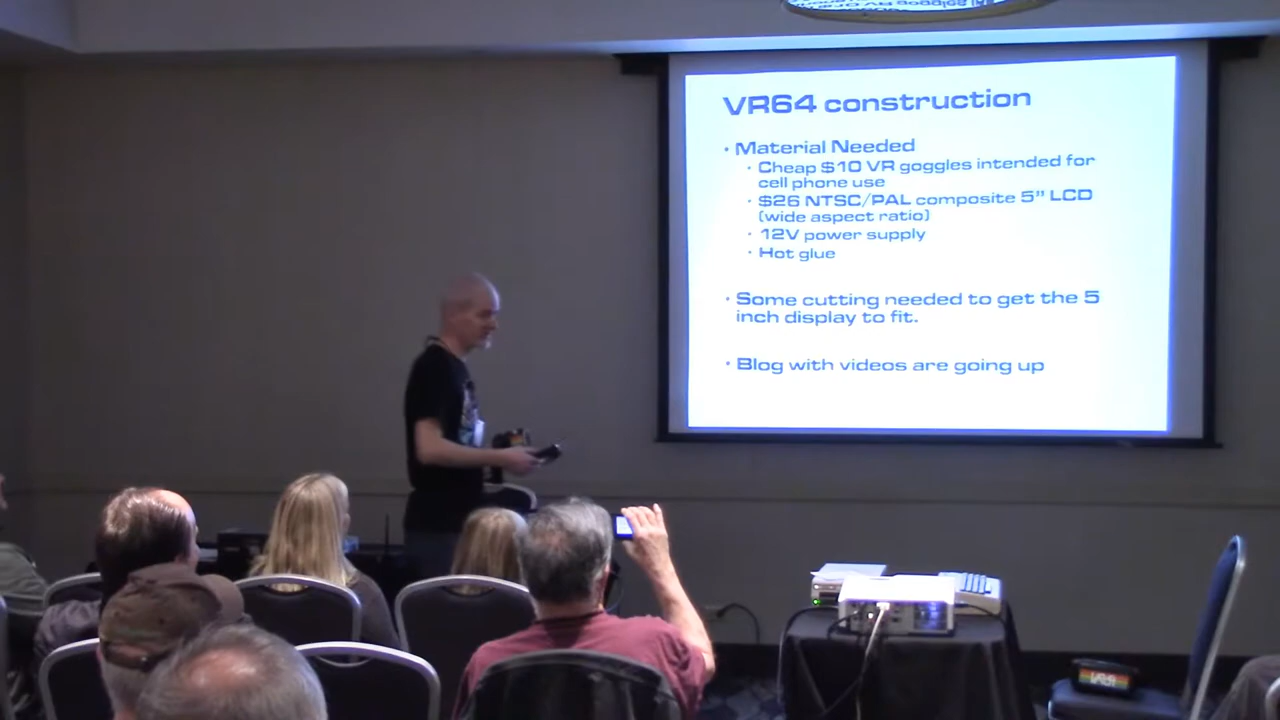 VR64 construction
• Material Needed
• Cheap $10 VR goggles intended for
cell phone use
• $26 NTSC/PAL composite 5" LCD
(wide aspect ratio)
• 12V power supply
• Hot glue
• Some cutting needed to get the 5
inch display to fit.
• Blog with videos are going up
VR64